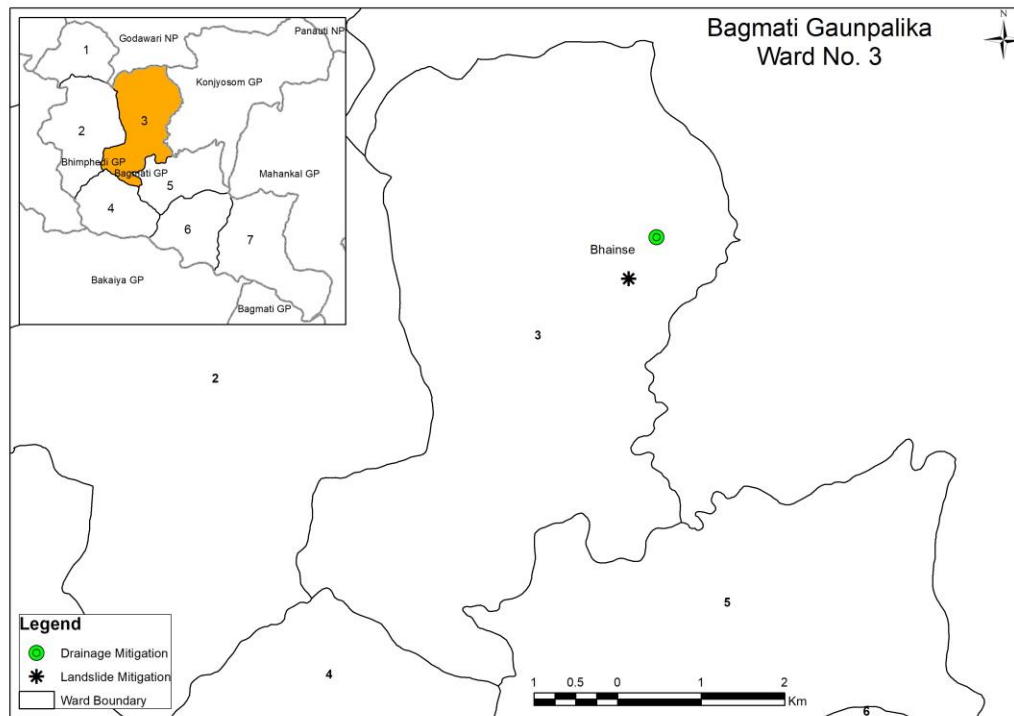 Bagmati Gaunpalika
Ward No. 3
N
Panauti NP
Godawari NP
1
Konjyosom GP
3
2
Bhimphedi GP
Bagmati GP
5
Mahankal GP
4
6
7
Bakaiya GP
Bagmati GP
Bhainse
3
2
5
4
6
Legend
Drainage Mitigation
Landslide Mitigation
Ward Boundary
1 0.5 0 1 2
Km